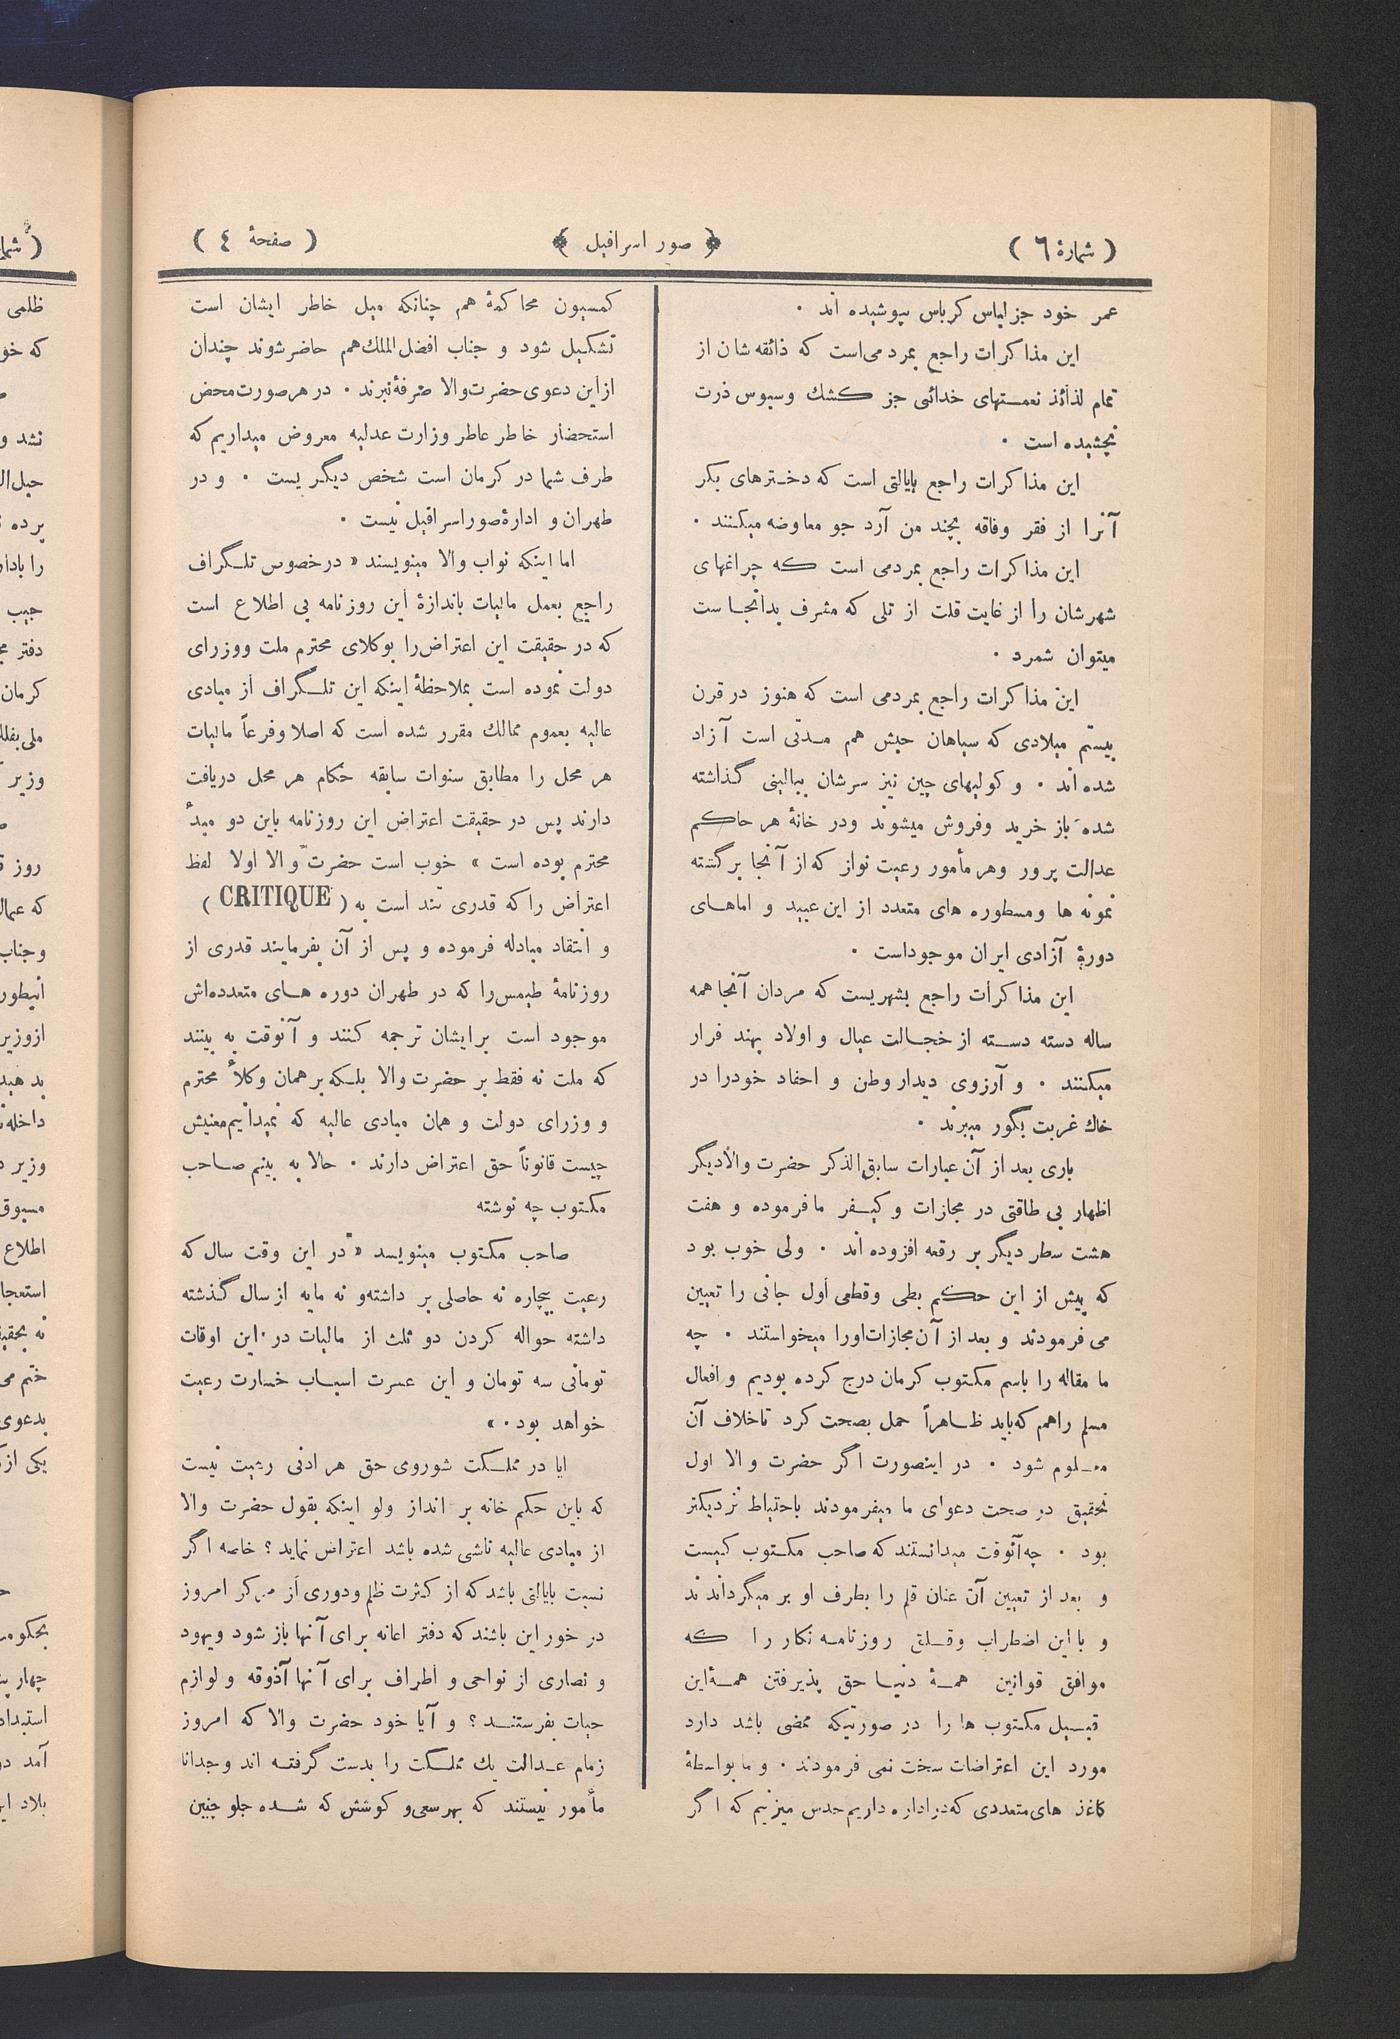 ( شمارهٔ ٦ )
﴿ صور اسرافیل ﴾
( صفحهٔ ٤ )
عمر خود جز لباس کرباس نپوشیده اند .
این مذاکرات راجع بمردمی‌است که ذائقه شان از
تمام لذائذ نعمتهای خدائی جز کشك وسبوس ذرت
نچشیده است .
این مذاکرات راجع بایالتی است که دخترهای بکر
آنرا از فقر وفاقه بچند من آرد جو معاوضه میکنند .
این مذاکرات راجع بمردمی است که چراغهای
شهرشان را از غایت قلت از تلی که مشرف بدانجا ست
میتوان شمرد .
این مذاکرات راجع بمردمی است که هنوز در قرن
بیستم میلادی که سیاهان حبش هم مدتی است آزاد
شده اند . و کولیهای چین نیز سرشان ببالینی گذاشته
شده باز خرید وفروش میشوند ودر خانهٔ هر حاکم
عدالت پرور وهر مأمور رعیت نواز که از آنجا برگشته
نمونه ها ومسطوره های متعدد از این عبید و اماهای
دورهٔ آزادی ایران موجوداست .
این مذاکرات راجع بشهریست که مردان آنجا همه
ساله دسته دسته از خجالت عیال و اولاد بهند فرار
میکنند . و آرزوی دیدار وطن و احفاد خودرا در
خاك غربت بگور میبرند .
باری بعد از آن عبارات سابق‌الذکر حضرت والادیگر
اظهار بی طاقتی در مجازات و کیفر ما فرموده و هفت
هشت سطر دیگر بر رقعه افزوده اند . ولی خوب بود
که پیش از این حکم بطی وقطعی اول جانی را تعیین
می فرمودند و بعد از آن مجازات‌اورا میخواستند . چه
ما مقاله را باسم مکتوب کرمان درج کرده بودیم و افعال
مسلم راهم که‌باید ظاهراً حمل بصحت کرد تاخلاف آن
معلوم شود . در اینصورت اگر حضرت والا اول
تحقیق در صحت دعوای ما میفرمودند باحتیاط نزدیکتر
بود . چه‌آنوقت میدانستند که صاحب مکتوب کیست
و بعد از تعیین آن عنان قلم را بطرف او بر میگرداندند
و با این اضطراب وقلق روزنامه نگار را که
موافق قوانین همهٔ دنیا حق پذیرفتن همهٔ‌این
قبیل مکتوب ها را در صورتیکه ممضی باشد دارد
مورد این اعتراضات سخت نمی فرمودند . و ما بواسطهٔ
کاغذ های‌متعددی که‌دراداره داریم‌حدس میزنیم که اگر
کمسیون محاکمهٔ هم چنانکه میل خاطر ایشان است
تشکیل شود و جناب افضل‌الملك‌هم حاضر شوند چندان
ازاین دعوی حضرت‌والا صرفهٔ‌نبرند . در هرصورت‌محض
استحضار خاطر عاطر وزارت عدلیه معروض میداریم که
طرف شما در کرمان است شخص دیگر یست . و در
طهران و ادارهٔ‌صوراسرافیل نیست .
اما اینکه نواب والا مینویسند « درخصوص تلگراف
راجع بعمل مالیات باندازهٔ این روزنامه بی اطلاع است
که در حقیقت این اعتراض‌را بوکلای محترم ملت ووزرای
دولت نموده است بملاحظهٔ اینکه این تلگراف از مبادی
عالیه بعموم ممالك مقرر شده است که اصلا وفرعاً مالیات
هر محل را مطابق سنوات سابقه حکام هر محل دریافت
دارند پس در حقیقت اعتراض این روزنامه باین دو مبدأ
محترم بوده است » خوب است حضرت والا اولا لفظ
اعتراض راکه قدری تند است به ( CRITIQUE )
و انتقاد مبادله فرموده و پس از آن بفرمایند قدری از
روزنامهٔ طیمس‌را که در طهران دوره های متعدده‌اش
موجود است برایشان ترجمه کنند و آنوقت به بینند
که ملت نه فقط بر حضرت والا بلکه بر همان وکلأ محترم
و وزرای دولت و همان مبادی عالیه که نمیدانیم‌معنیش
چیست قانوناً حق اعتراض دارند . حالا به بینیم صاحب
مکتوب چه نوشته
صاحب مکتوب مینویسد « در این وقت سال که
رعیت بیچاره نه حاصلی بر داشته‌و نه مایه از سال گذشته
داشته حواله کردن دو ثلث از مالیات در این اوقات
تومانی سه تومان و این عسرت اسباب خسارت رعیت
خواهد بود. »
ایا در مملکت شوروی حق هر ادنی رعیت نیست
که باین حکم خانه بر انداز ولو اینکه بقول حضرت والا
از مبادی عالیه ناشی شده باشد اعتراض نماید ؟ خاصه اگر
نسبت بایالتی باشد که از کثرت ظلم ودوری از مرکز امروز
در خور این باشند که دفتر اعانه برای آنها باز شود ویهود
و نصاری از نواحی و اطراف برای آنها آذوقه و لوازم
حیات بفرستند ؟ و آیا خود حضرت والا که امروز
زمام عدالت یك مملکت را بدست گرفته اند وجدانا
مأمور نیستند که بهرسعی‌و کوشش که شده جلو چنین